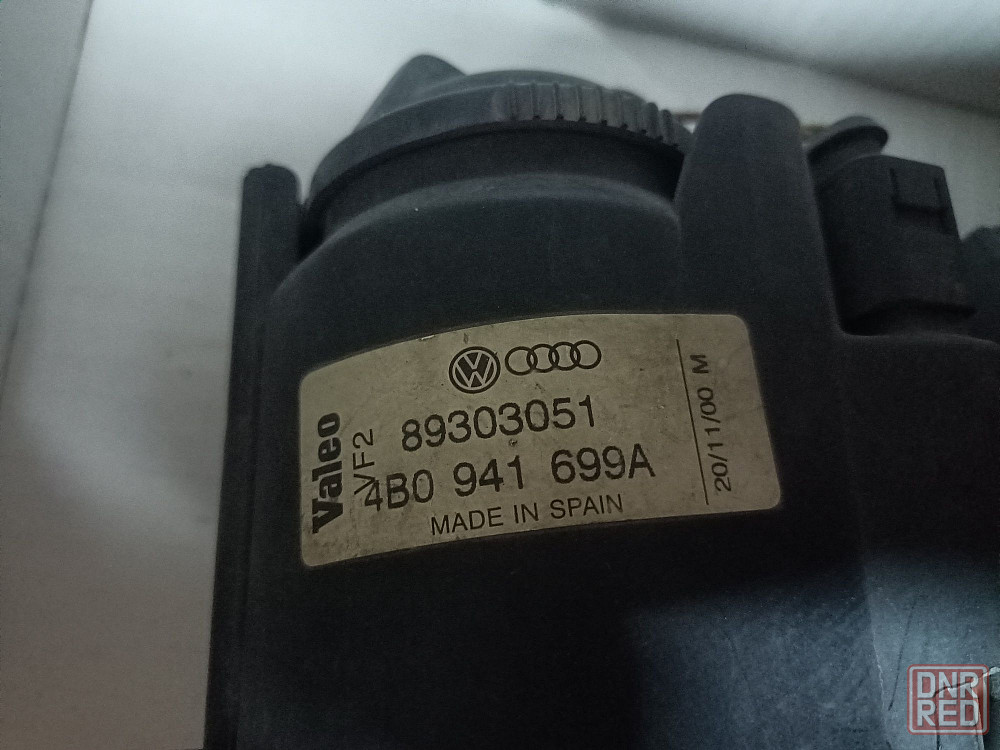 Valeo
VF2
89303051
4B0 941 699A
MADE IN SPAIN
20/11/00 M
DNR
RED